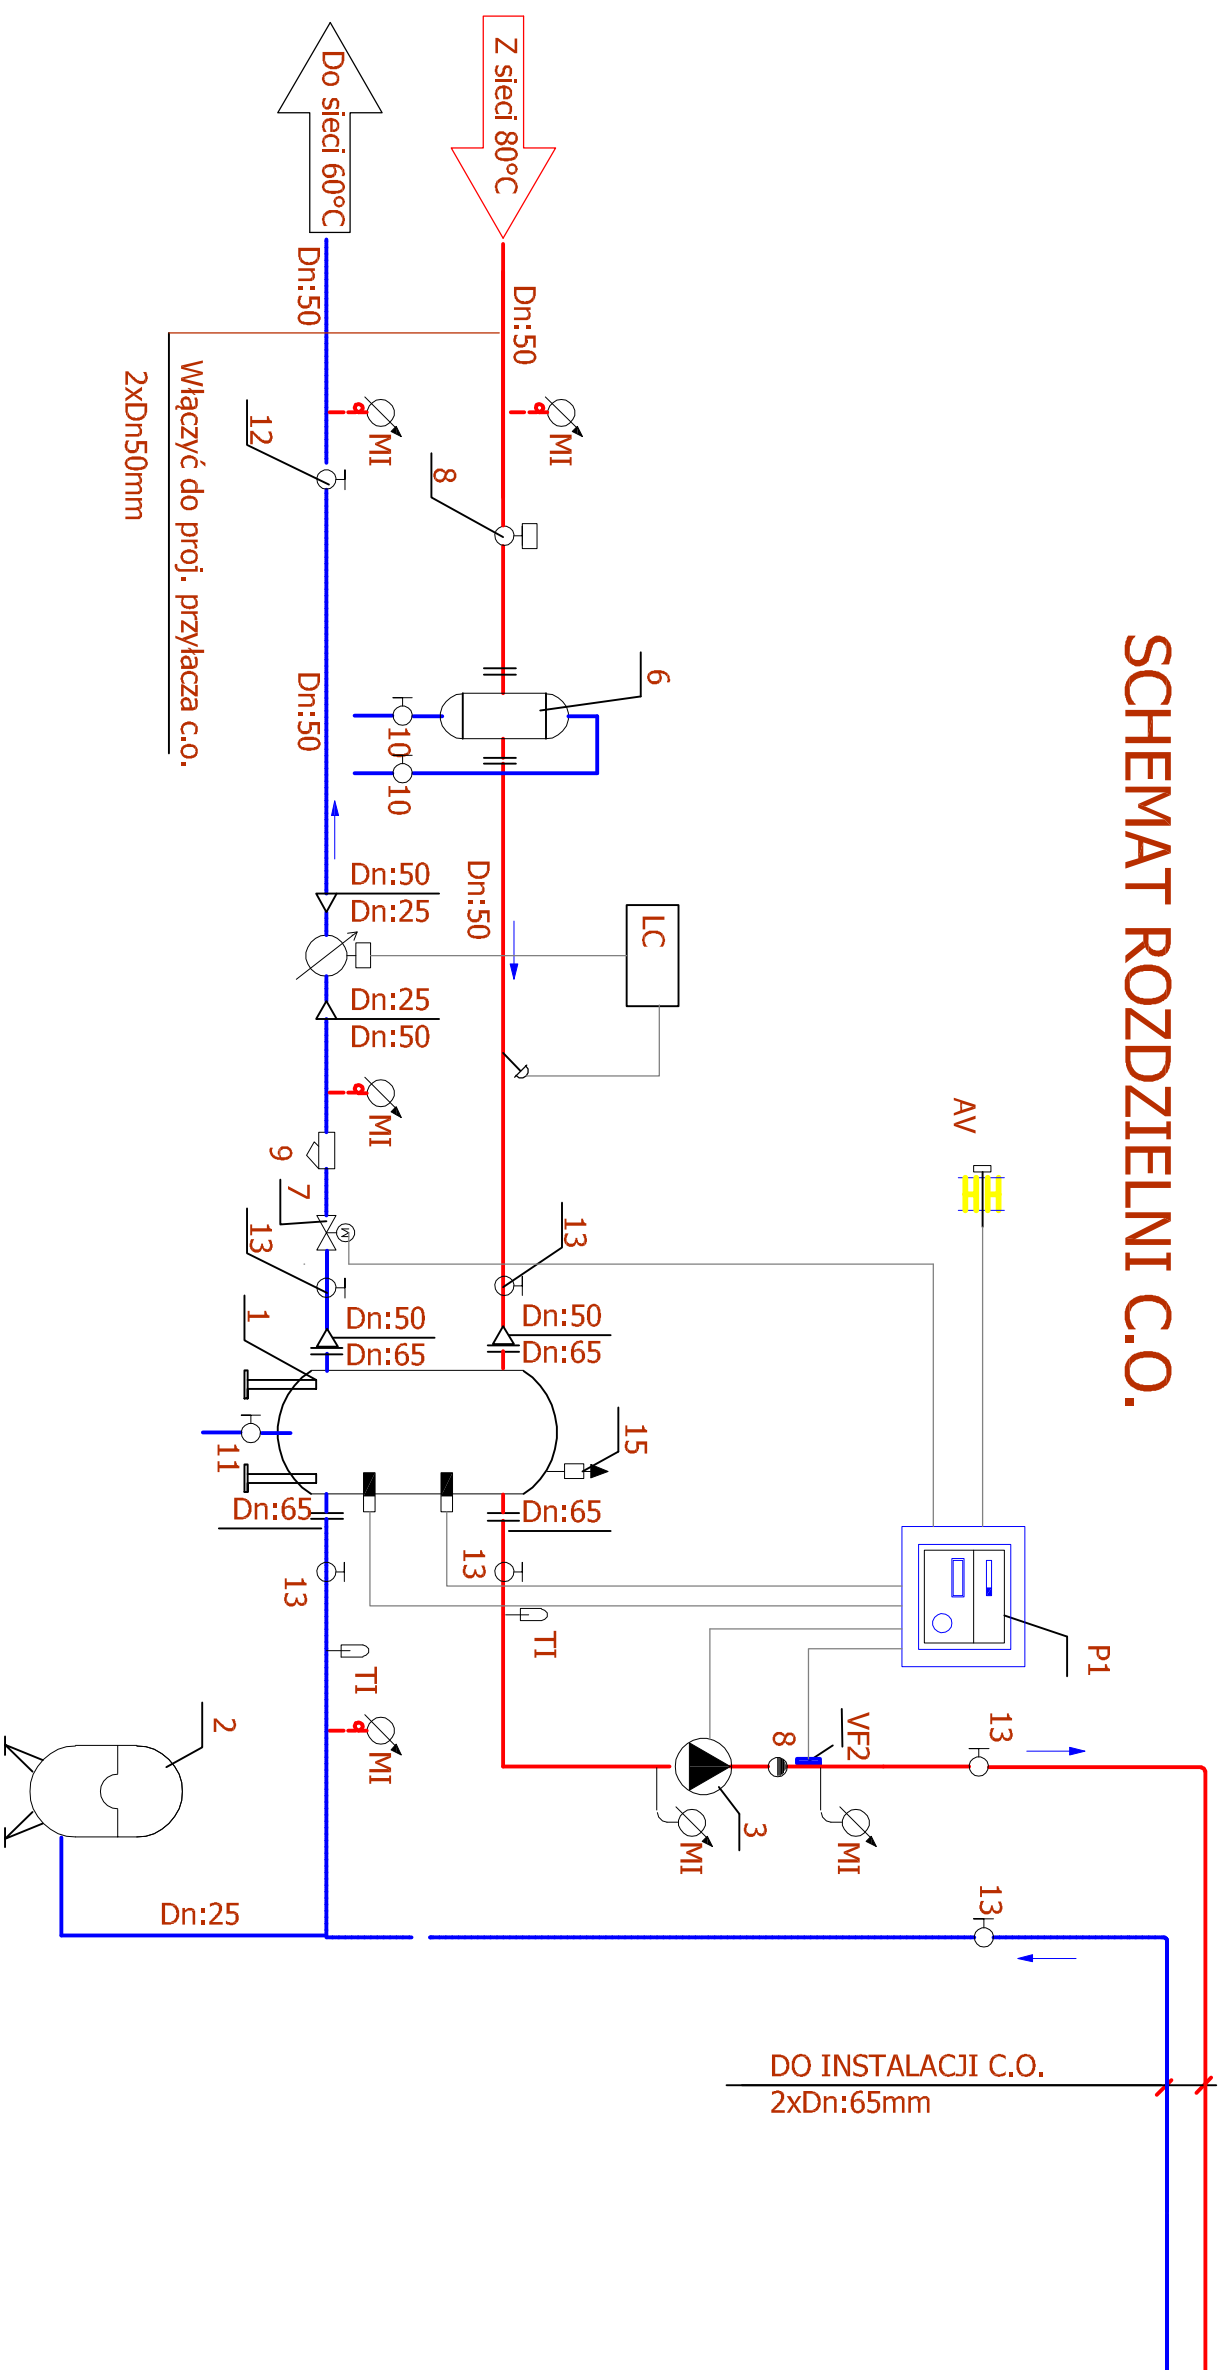 SCHEMAT ROZDZIELNI C.O.
Z sieci 80°C
Do sieci 60°C
Dn:50
Dn:50
Włączyć do proj. przyłacza c.o.
2xDn50mm
MI
MI
8
12
6
10
10
Dn:50
Dn:50
Dn:50
Dn:25
LC
Dn:25
Dn:50
MI
9
7
M
13
13
AV
Dn:50
Dn:65
Dn:50
Dn:65
1
11
15
Dn:65
Dn:65
13
13
TI
TI
P1
MI
2
VF2
8
3
MI
MI
13
13
Dn:25
DO INSTALACJI C.O.
2xDn:65mm